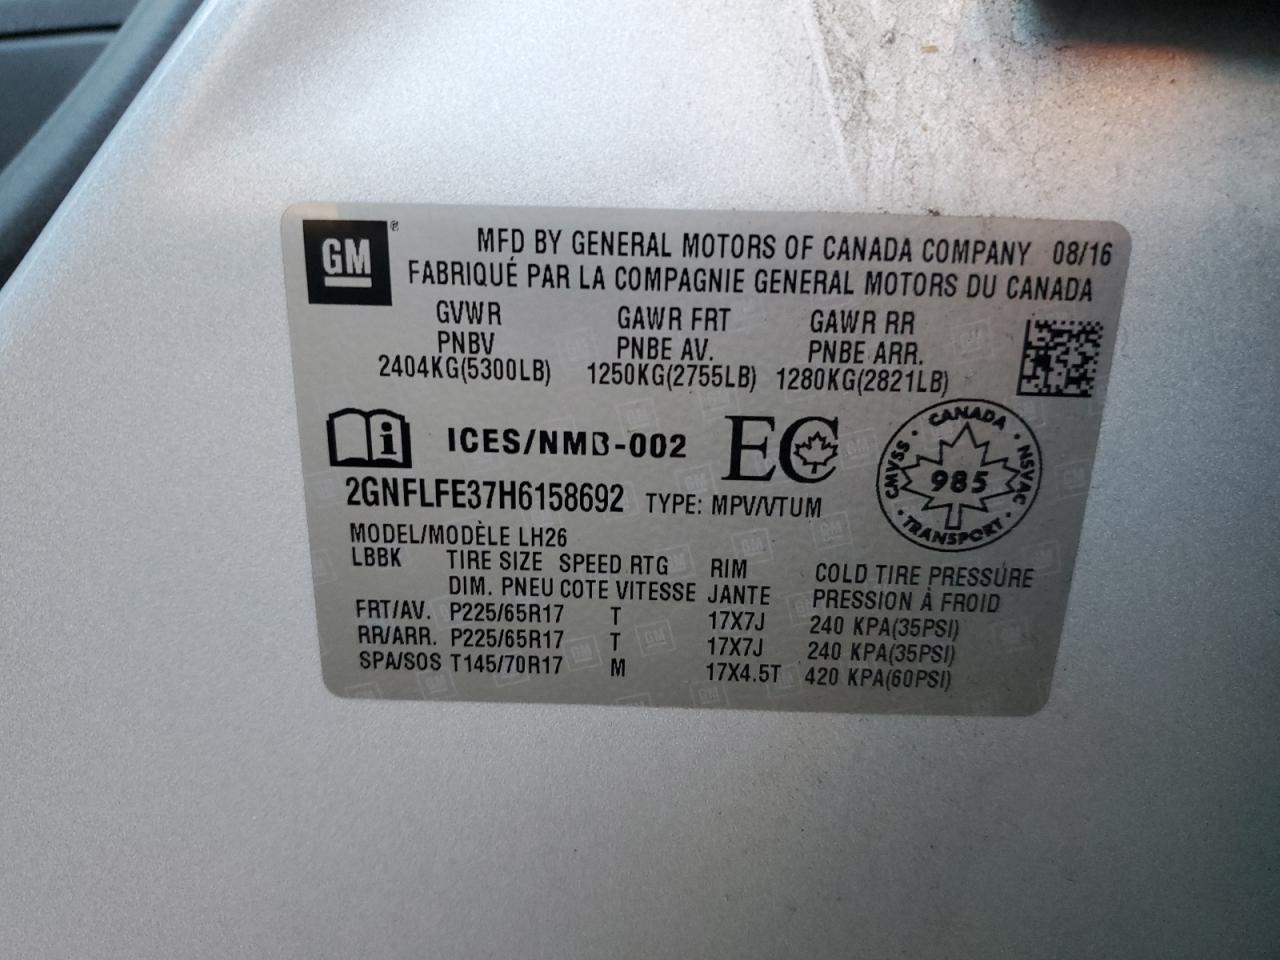 GM ®
MFD BY GENERAL MOTORS OF CANADA COMPANY 08/16
FABRIQUÉ PAR LA COMPAGNIE GENERAL MOTORS DU CANADA
GVWR GAWR FRT GAWR RR
PNBV PNBE AV. PNBE ARR.
2404KG(5300LB) 1250KG(2755LB) 1280KG(2821LB)
i ICES/NMB-002 EC
CANADA
CMVSS 985 NSVAC
TRANSPORT
2GNFLFE37H6158692 TYPE: MPV/VTUM
MODEL/MODÈLE LH26
LBBK TIRE SIZE SPEED RTG RIM COLD TIRE PRESSURE
DIM. PNEU COTE VITESSE JANTE PRESSION À FROID
FRT/AV. P225/65R17 T 17X7J 240 KPA(35PSI)
RR/ARR. P225/65R17 T 17X7J 240 KPA(35PSI)
SPA/SOS T145/70R17 M 17X4.5T 420 KPA(60PSI)